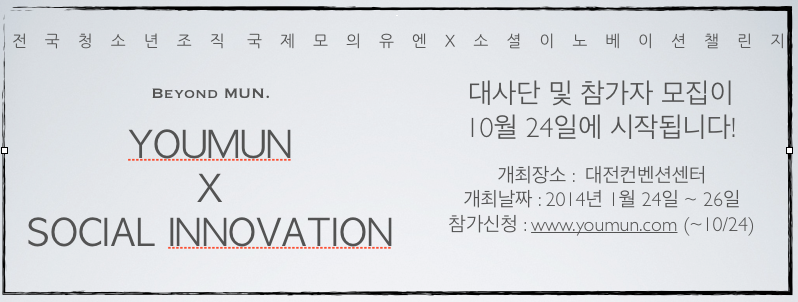 전 국 청 소 년 조 직 국 제 모 의 유 엔 X 소 셜 이 노 베 이 션 챌 린 지
BEYOND MUN.
YOUMUN
X
SOCIAL INNOVATION
대사단 및 참가자 모집이
10월 24일에 시작됩니다!
개최장소 : 대전컨벤션센터
개최날짜 : 2014년 1월 24일 ~ 26일
참가신청 : www.youmun.com (~10/24)